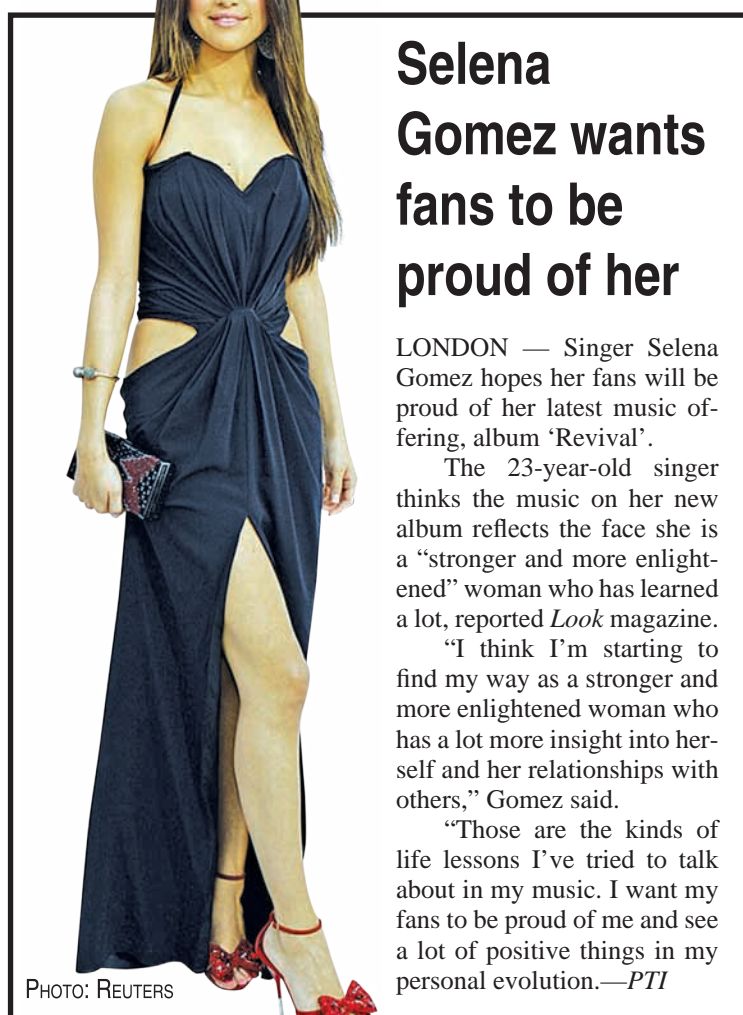 Selena
Gomez wants
fans to be
proud of her
LONDON — Singer Selena
Gomez hopes her fans will be
proud of her latest music of-
fering, album ‘Revival’.
The 23-year-old singer
thinks the music on her new
album reflects the face she is
a “stronger and more enlight-
ened” woman who has learned
a lot, reported Look magazine.
“I think I’m starting to
find my way as a stronger and
more enlightened woman who
has a lot more insight into her-
self and her relationships with
others,” Gomez said.
“Those are the kinds of
life lessons I’ve tried to talk
about in my music. I want my
fans to be proud of me and see
a lot of positive things in my
personal evolution.—PTI
PHOTO: REUTERS